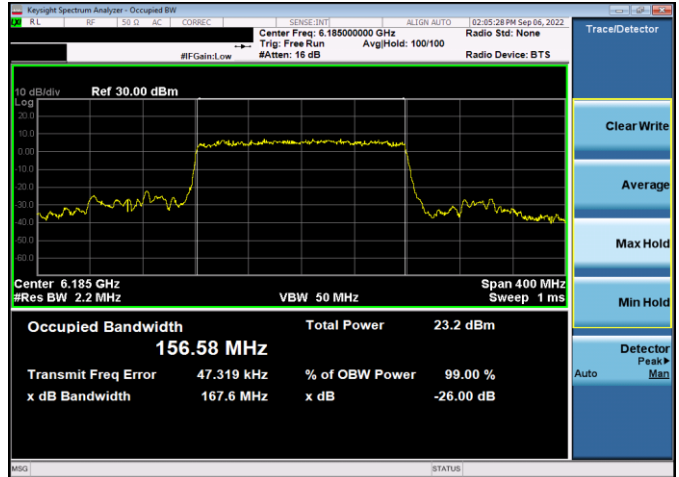 Keysight Spectrum Analyzer - Occupied BW
RL RF 50 Ω AC CORREC SENSE:INT ALIGN AUTO 02:05:28 PM Sep 06, 2022
Center Freq: 6.185000000 GHz Radio Std: None
Trig: Free Run Avg|Hold: 100/100
#IFGain:Low #Atten: 16 dB Radio Device: BTS
Trace/Detector
10 dB/div Ref 30.00 dBm
Log
20.0
10.0
0.00
-10.0
-20.0
-30.0
-40.0
-50.0
-60.0
Center 6.185 GHz Span 400 MHz
#Res BW 2.2 MHz VBW 50 MHz Sweep 1 ms
Occupied Bandwidth Total Power 23.2 dBm
156.58 MHz
Transmit Freq Error 47.319 kHz % of OBW Power 99.00 %
x dB Bandwidth 167.6 MHz x dB -26.00 dB
Clear Write
Average
Max Hold
Min Hold
Detector
Peak▶
Auto Man
MSG STATUS